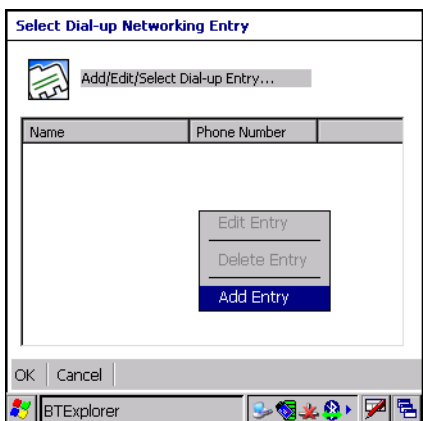 Select Dial-up Networking Entry
Add/Edit/Select Dial-up Entry...
Name Phone Number
Edit Entry
Delete Entry
Add Entry
OK Cancel
BTExplorer